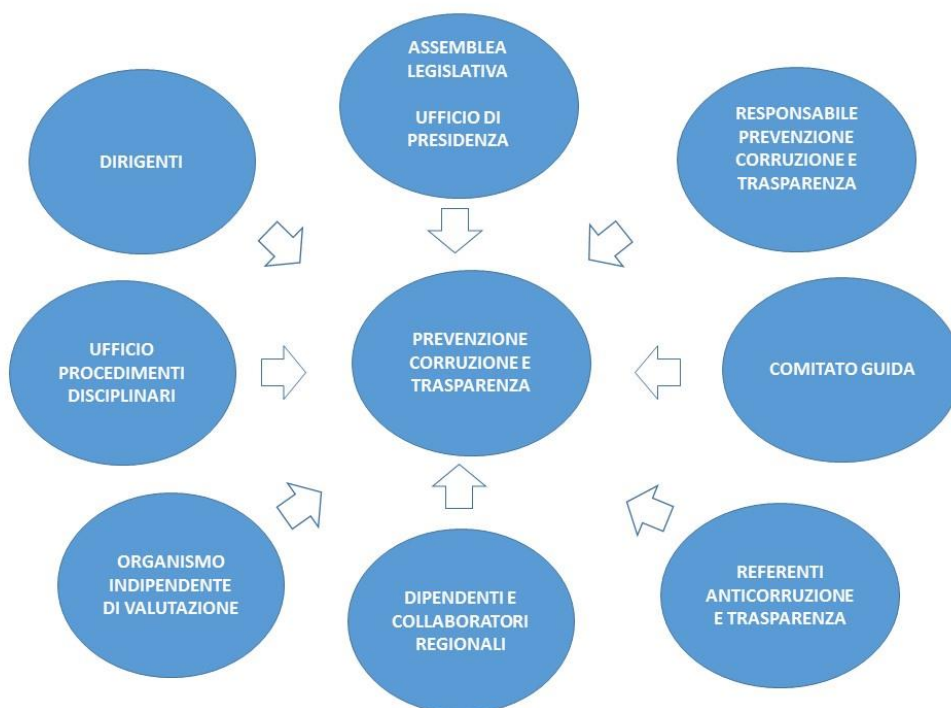 ASSEMBLEA
LEGISLATIVA
UFFICIO DI
PRESIDENZA
DIRIGENTI
RESPONSABILE
PREVENZIONE
CORRUZIONE E
TRASPARENZA
UFFICIO
PROCEDIMENTI
DISCIPLINARI
PREVENZIONE
CORRUZIONE E
TRASPARENZA
COMITATO GUIDA
ORGANISMO
INDIPENDENTE
DI VALUTAZIONE
DIPENDENTI E
COLLABORATORI
REGIONALI
REFERENTI
ANTICORRUZIONE
E TRASPARENZA